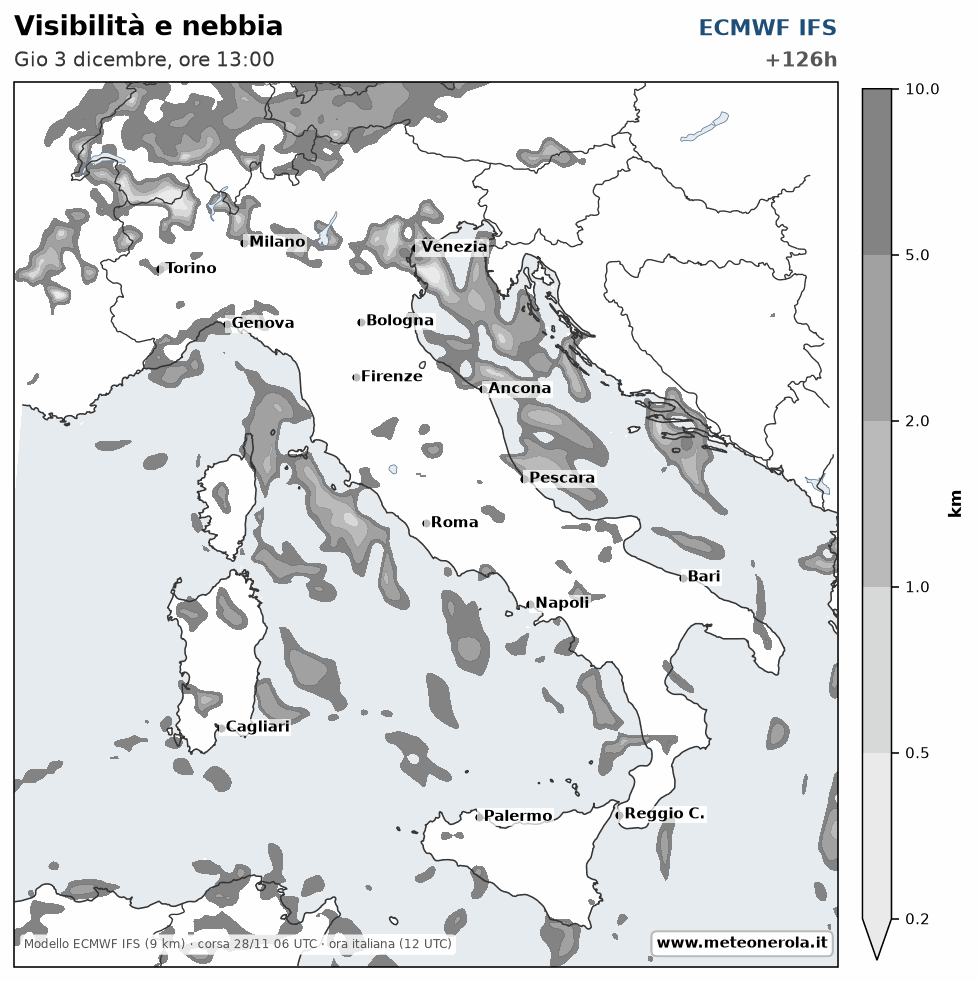 Visibilità e nebbia
ECMWF IFS
Gio 3 dicembre, ore 13:00
+126h
10.0
Venezia
Milano
5.0
Torino
Bologna
Genova
Firenze
Ancona
2.0
Pescara
km
Roma
Bari
1.0
Napoli
Cagliari
0.5
Palermo
Reggio C.
0.2
Modello ECMWF IFS (9 km) · corsa 28/11 06 UTC · ora italiana (12 UTC)
www.meteonerola.it